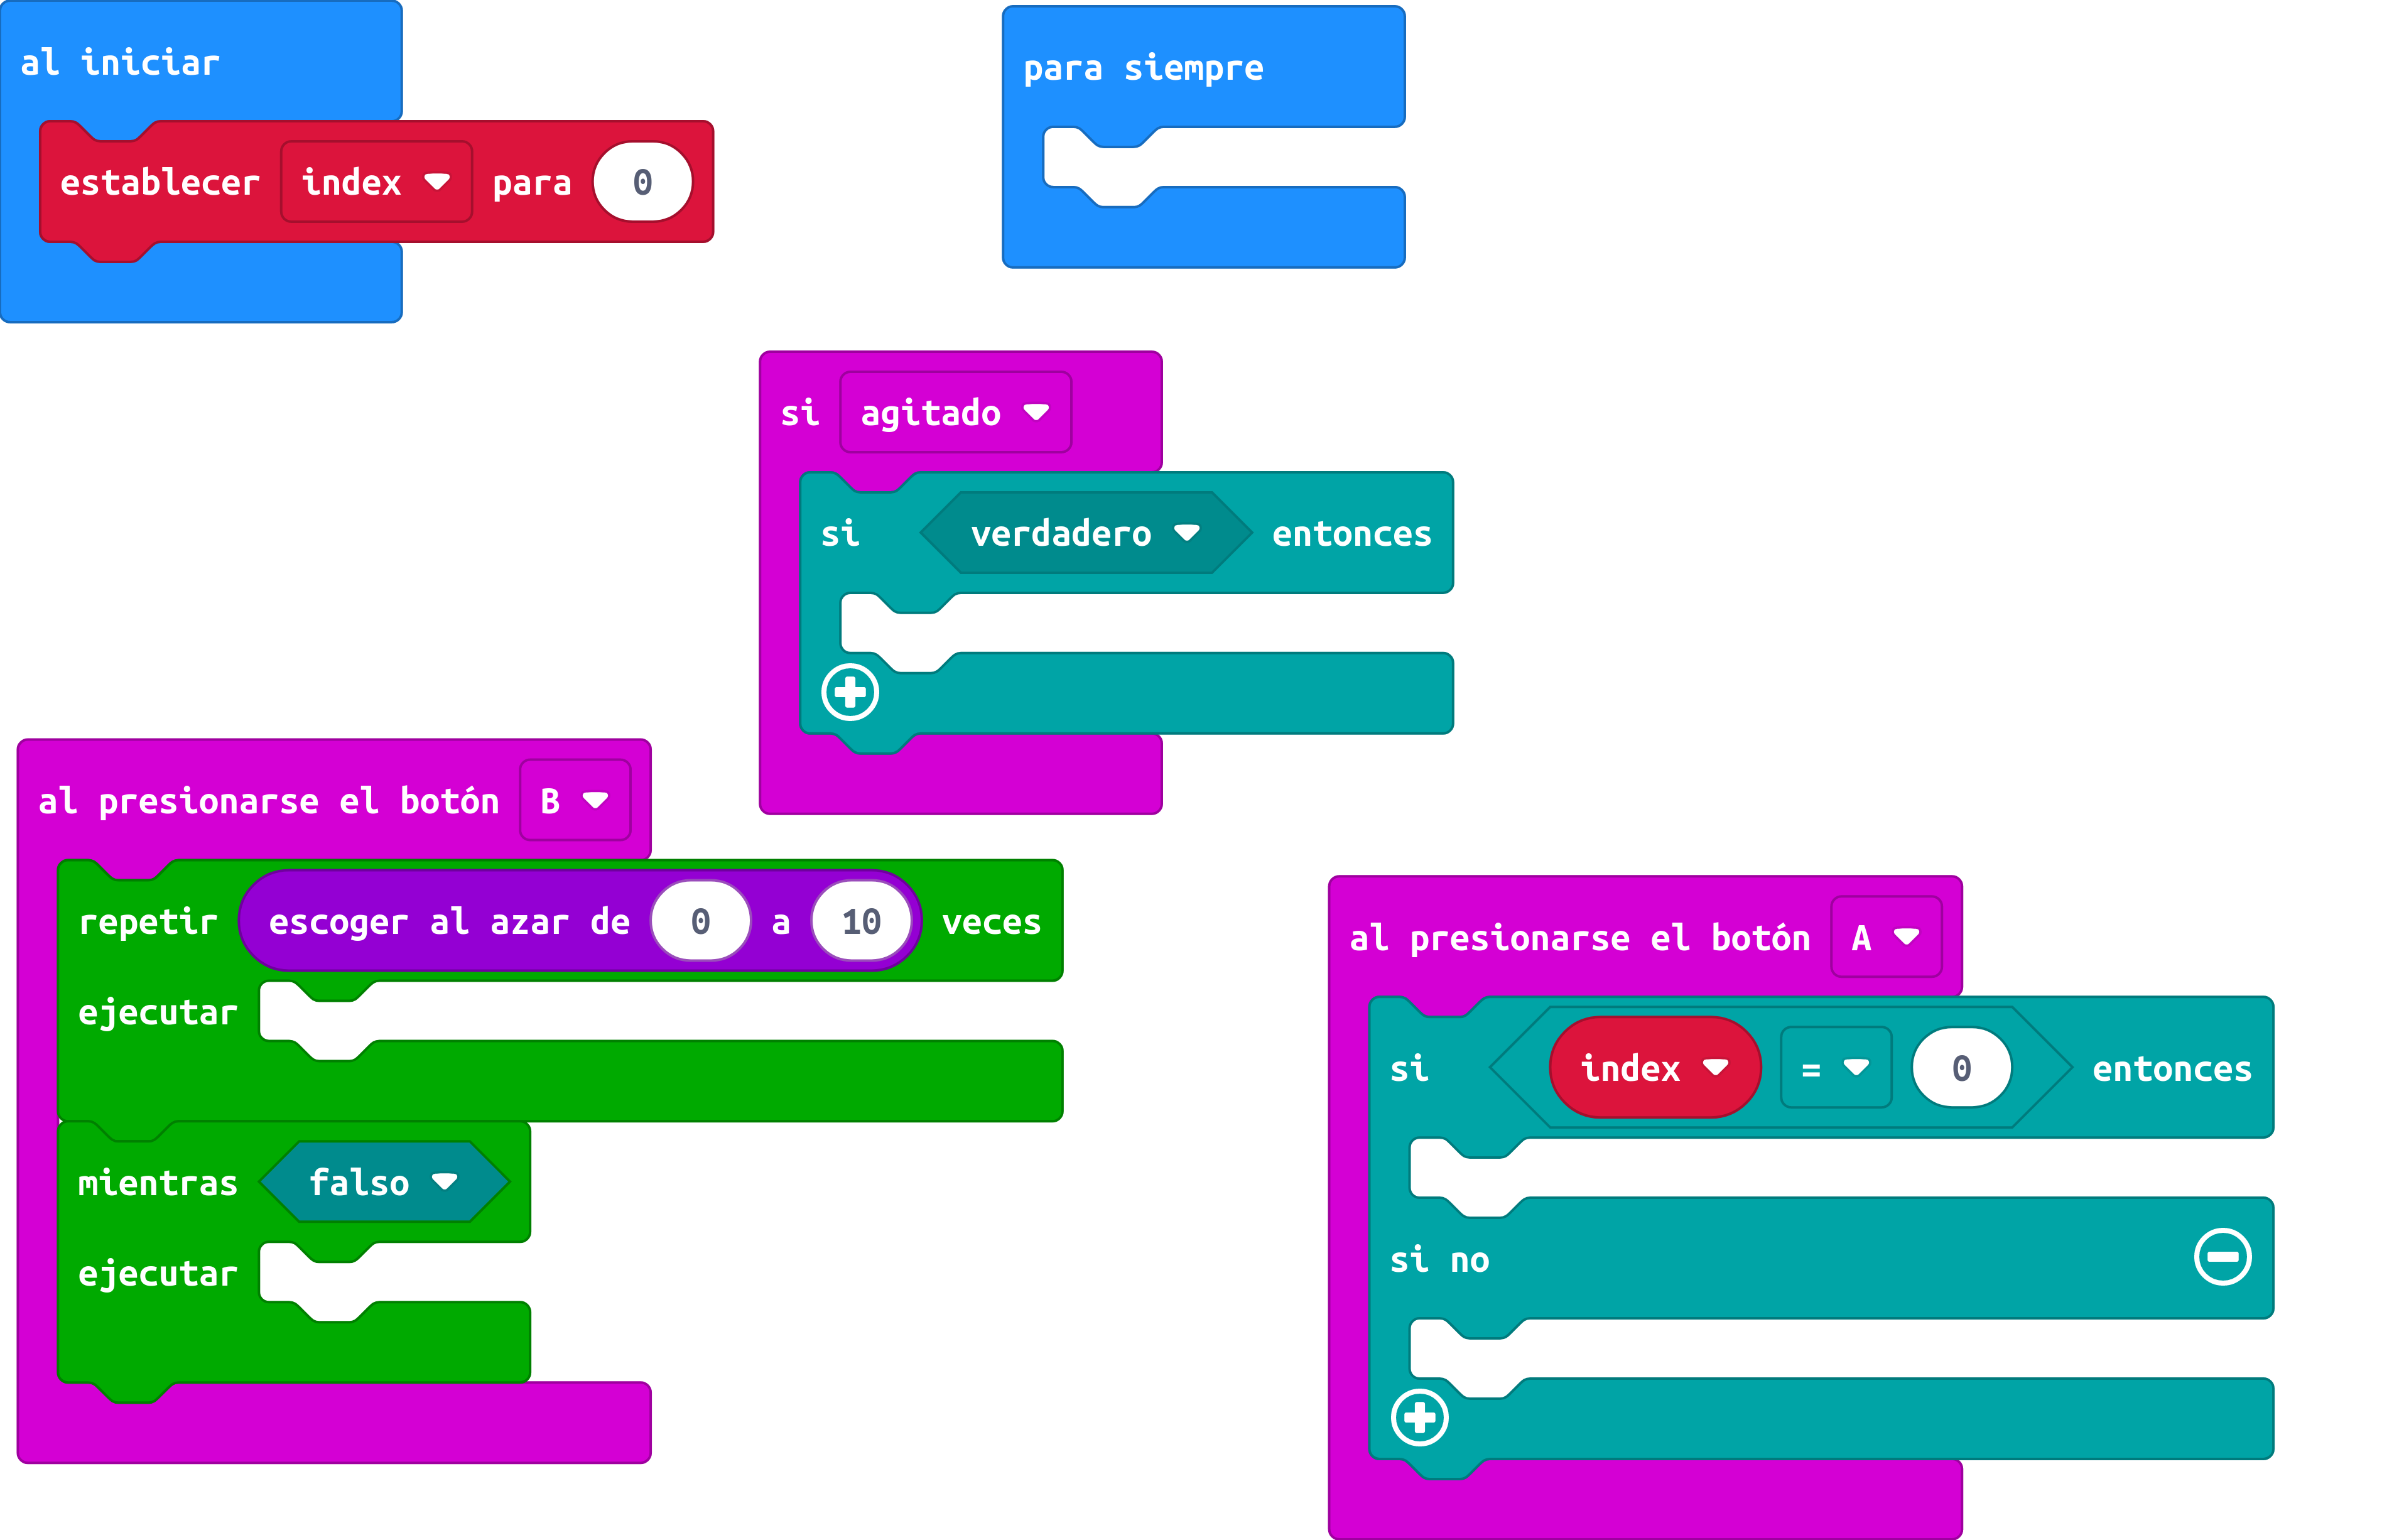 al iniciar
establecer index para 0
para siempre
si agitado
si verdadero entonces
al presionarse el botón B
repetir escoger al azar de 0 a 10 veces
ejecutar
mientras falso
ejecutar
al presionarse el botón A
si index = 0 entonces
si no